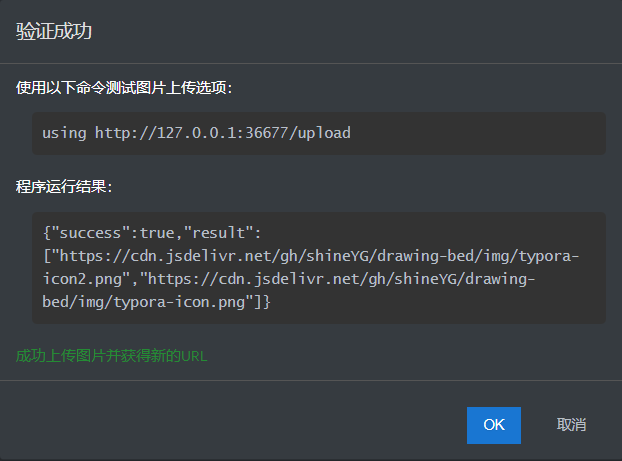 验证成功
使用以下命令测试图片上传选项：
using http://127.0.0.1:36677/upload
程序运行结果：
{"success":true,"result":
["https://cdn.jsdelivr.net/gh/shineYG/drawing-bed/img/typora-
icon2.png","https://cdn.jsdelivr.net/gh/shineYG/drawing-
bed/img/typora-icon.png"]}
成功上传图片并获得新的URL
OK 取消